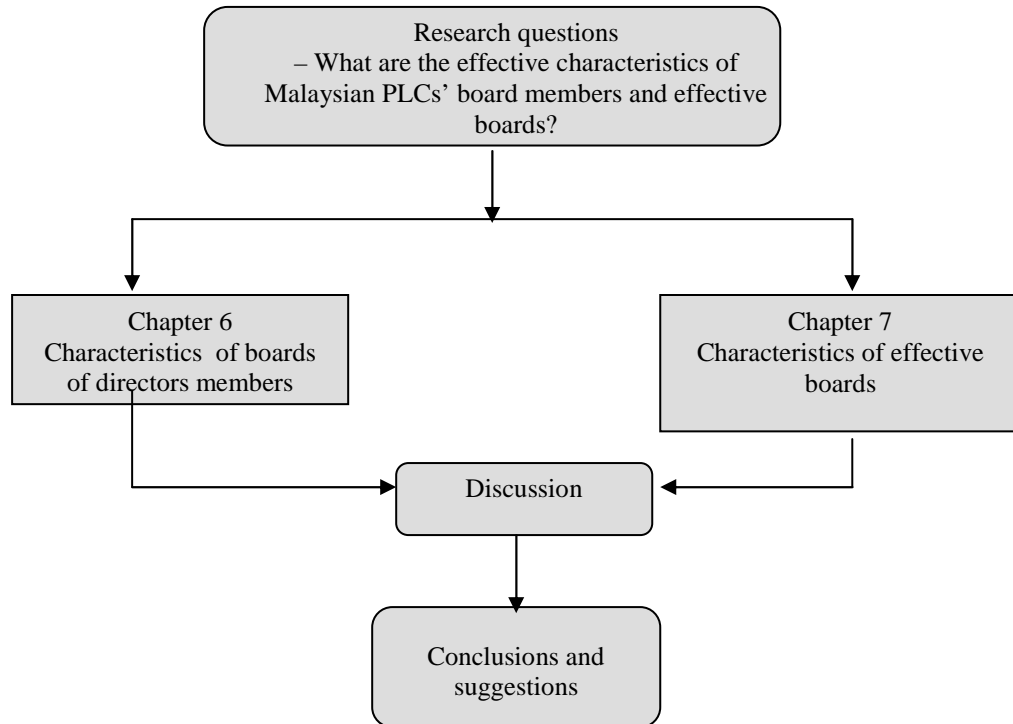 Research questions
– What are the effective characteristics of
Malaysian PLCs’ board members and effective
boards?
Chapter 6
Characteristics of boards
of directors members
Chapter 7
Characteristics of effective
boards
Discussion
Conclusions and
suggestions